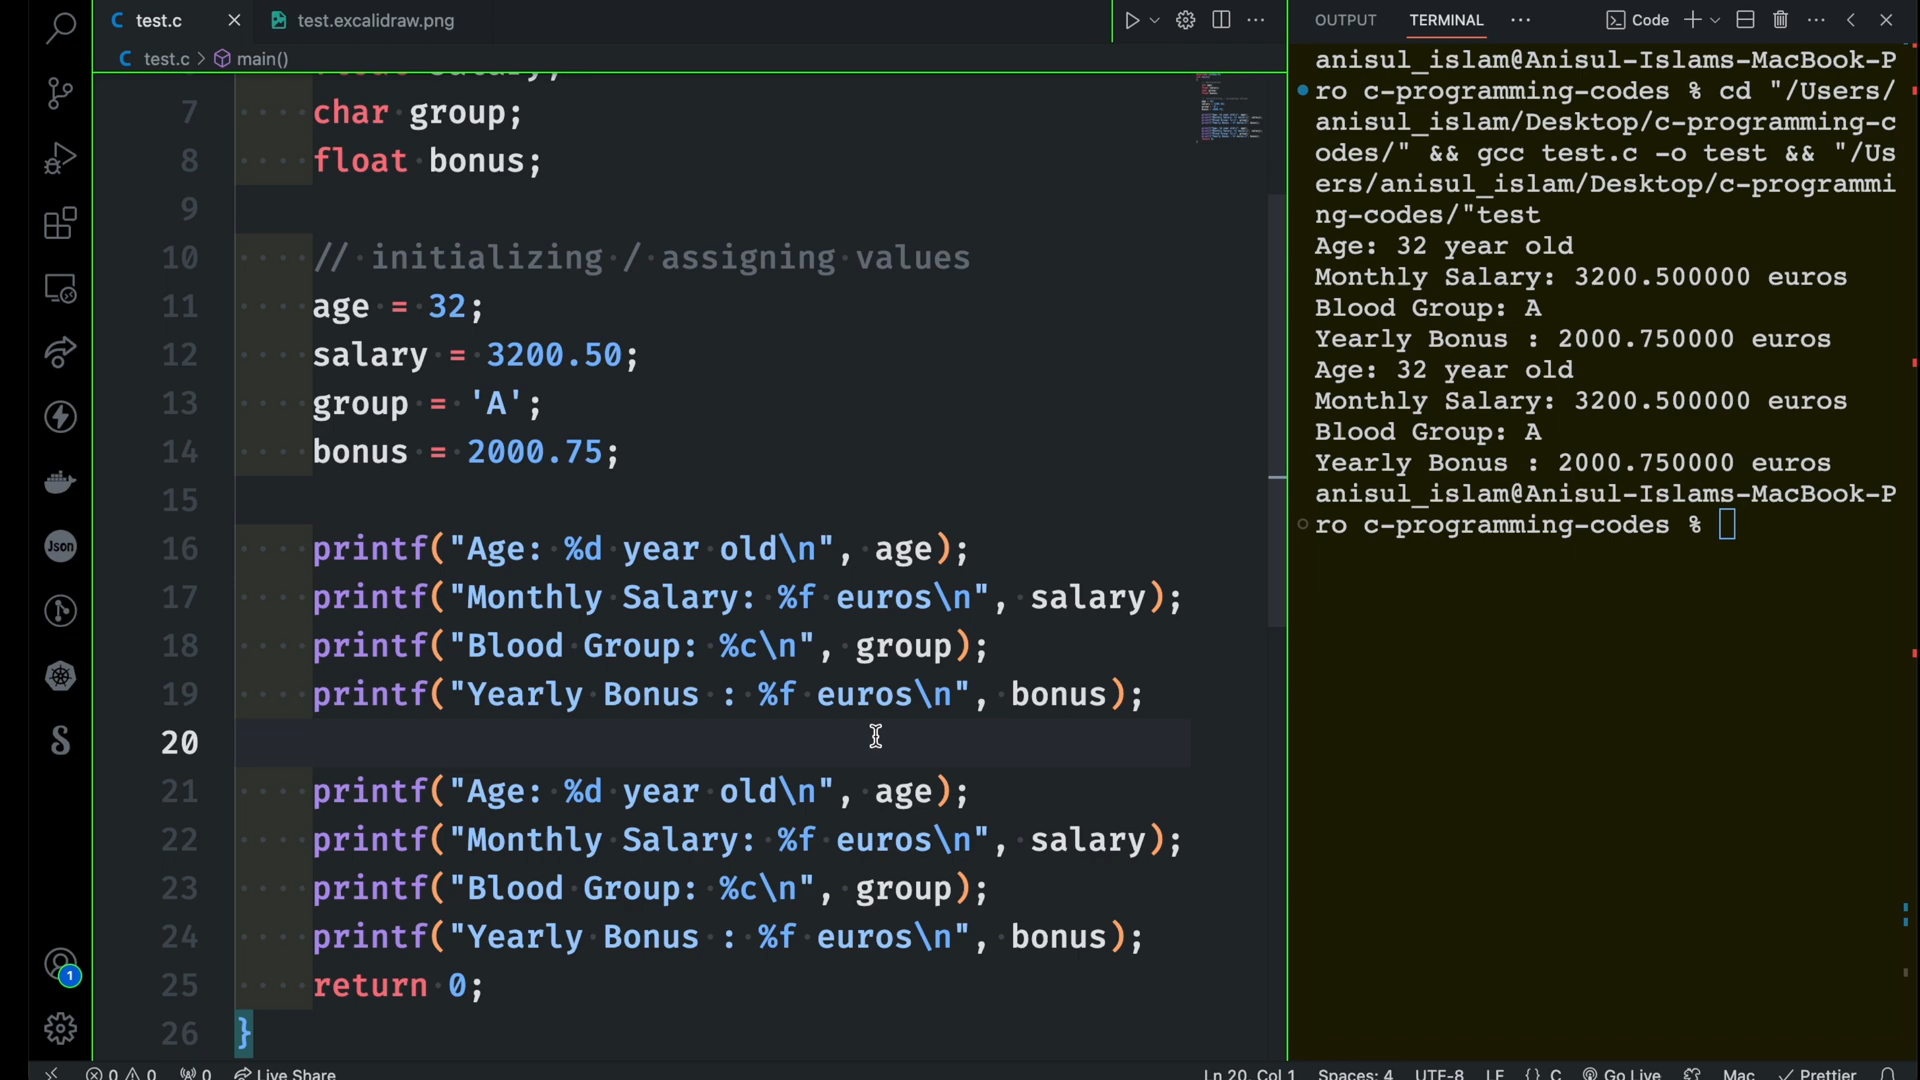 test.c
test.excalidraw.png
OUTPUT
TERMINAL
Code
test.c > main()
7 char group;
8 float bonus;
9
10 // initializing / assigning values
11 age = 32;
12 salary = 3200.50;
13 group = 'A';
14 bonus = 2000.75;
15
16 printf("Age: %d year old\n", age);
17 printf("Monthly Salary: %f euros\n", salary);
18 printf("Blood Group: %c\n", group);
19 printf("Yearly Bonus : %f euros\n", bonus);
20
21 printf("Age: %d year old\n", age);
22 printf("Monthly Salary: %f euros\n", salary);
23 printf("Blood Group: %c\n", group);
24 printf("Yearly Bonus : %f euros\n", bonus);
25 return 0;
26 }
anisul_islam@Anisul-Islams-MacBook-P
ro c-programming-codes % cd "/Users/
anisul_islam/Desktop/c-programming-c
odes/" && gcc test.c -o test && "/Us
ers/anisul_islam/Desktop/c-programmi
ng-codes/"test
Age: 32 year old
Monthly Salary: 3200.500000 euros
Blood Group: A
Yearly Bonus : 2000.750000 euros
Age: 32 year old
Monthly Salary: 3200.500000 euros
Blood Group: A
Yearly Bonus : 2000.750000 euros
anisul_islam@Anisul-Islams-MacBook-P
ro c-programming-codes %
Json
1
0 0 0 Live Share
Ln 20, Col 1 Spaces: 4 UTF-8 LF {} C Go Live Mac Prettier